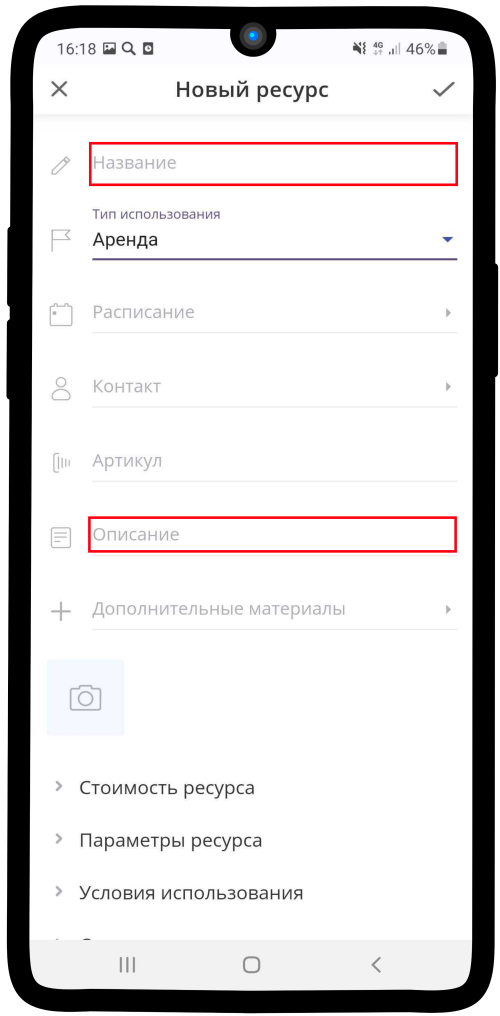 16:18 4G 46%
Новый ресурс
Название
Тип использования
Аренда
Расписание
Контакт
Артикул
Описание
Дополнительные материалы
Стоимость ресурса
Параметры ресурса
Условия использования